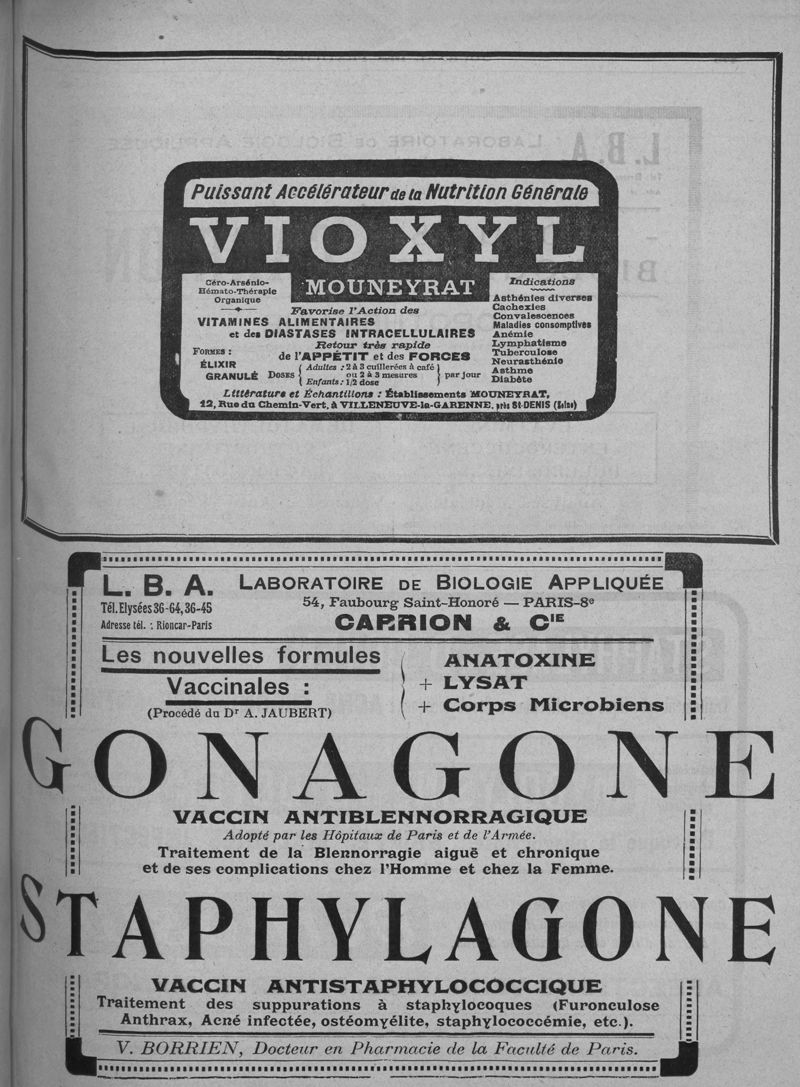 Puissant Accélérateur de la Nutrition Générale
VIOXYL
MOUNEYRAT
Céro-Arsénio-
Hémato-Thérapie
Organique
Favorise l'Action des
VITAMINES ALIMENTAIRES
et des DIASTASES INTRACELLULAIRES
Retour très rapide
de l'APPÉTIT et des FORCES
FORMES :
ÉLIXIR
GRANULÉ
DOSES
Adultes : 2 à 3 cuillerées à café
ou 2 à 3 mesures
Enfants : 1/2 dose
par jour
Indications
Asthénies diverses
Cachexies
Convalescences
Maladies consomptives
Anémie
Lymphatisme
Tuberculose
Neurasthénie
Asthme
Diabète
Littérature et Échantillons : Établissements MOUNEYRAT,
12, Rue du Chemin-Vert, à VILLENEUVE-la-GARENNE, près St-DENIS (Seine)
L. B. A. LABORATOIRE DE BIOLOGIE APPLIQUÉE
Tél. Elysées 36-64, 36-45
Adresse tél. : Rioncar-Paris
54, Faubourg Saint-Honoré — PARIS-8e
CARRION & CIE
Les nouvelles formules
Vaccinales :
(Procédé du Dr A. JAUBERT)
ANATOXINE
+ LYSAT
+ Corps Microbiens
GONAGONE
VACCIN ANTIBLENNORRAGIQUE
Adopté par les Hôpitaux de Paris et de l'Armée.
Traitement de la Blennorragie aiguë et chronique
et de ses complications chez l'Homme et chez la Femme.
STAPHYLAGONE
VACCIN ANTISTAPHYLOCOCCIQUE
Traitement des suppurations à staphylocoques (Furonculose
Anthrax, Acné infectée, ostéomyélite, staphylococcémie, etc.).
V. BORRIEN, Docteur en Pharmacie de la Faculté de Paris.